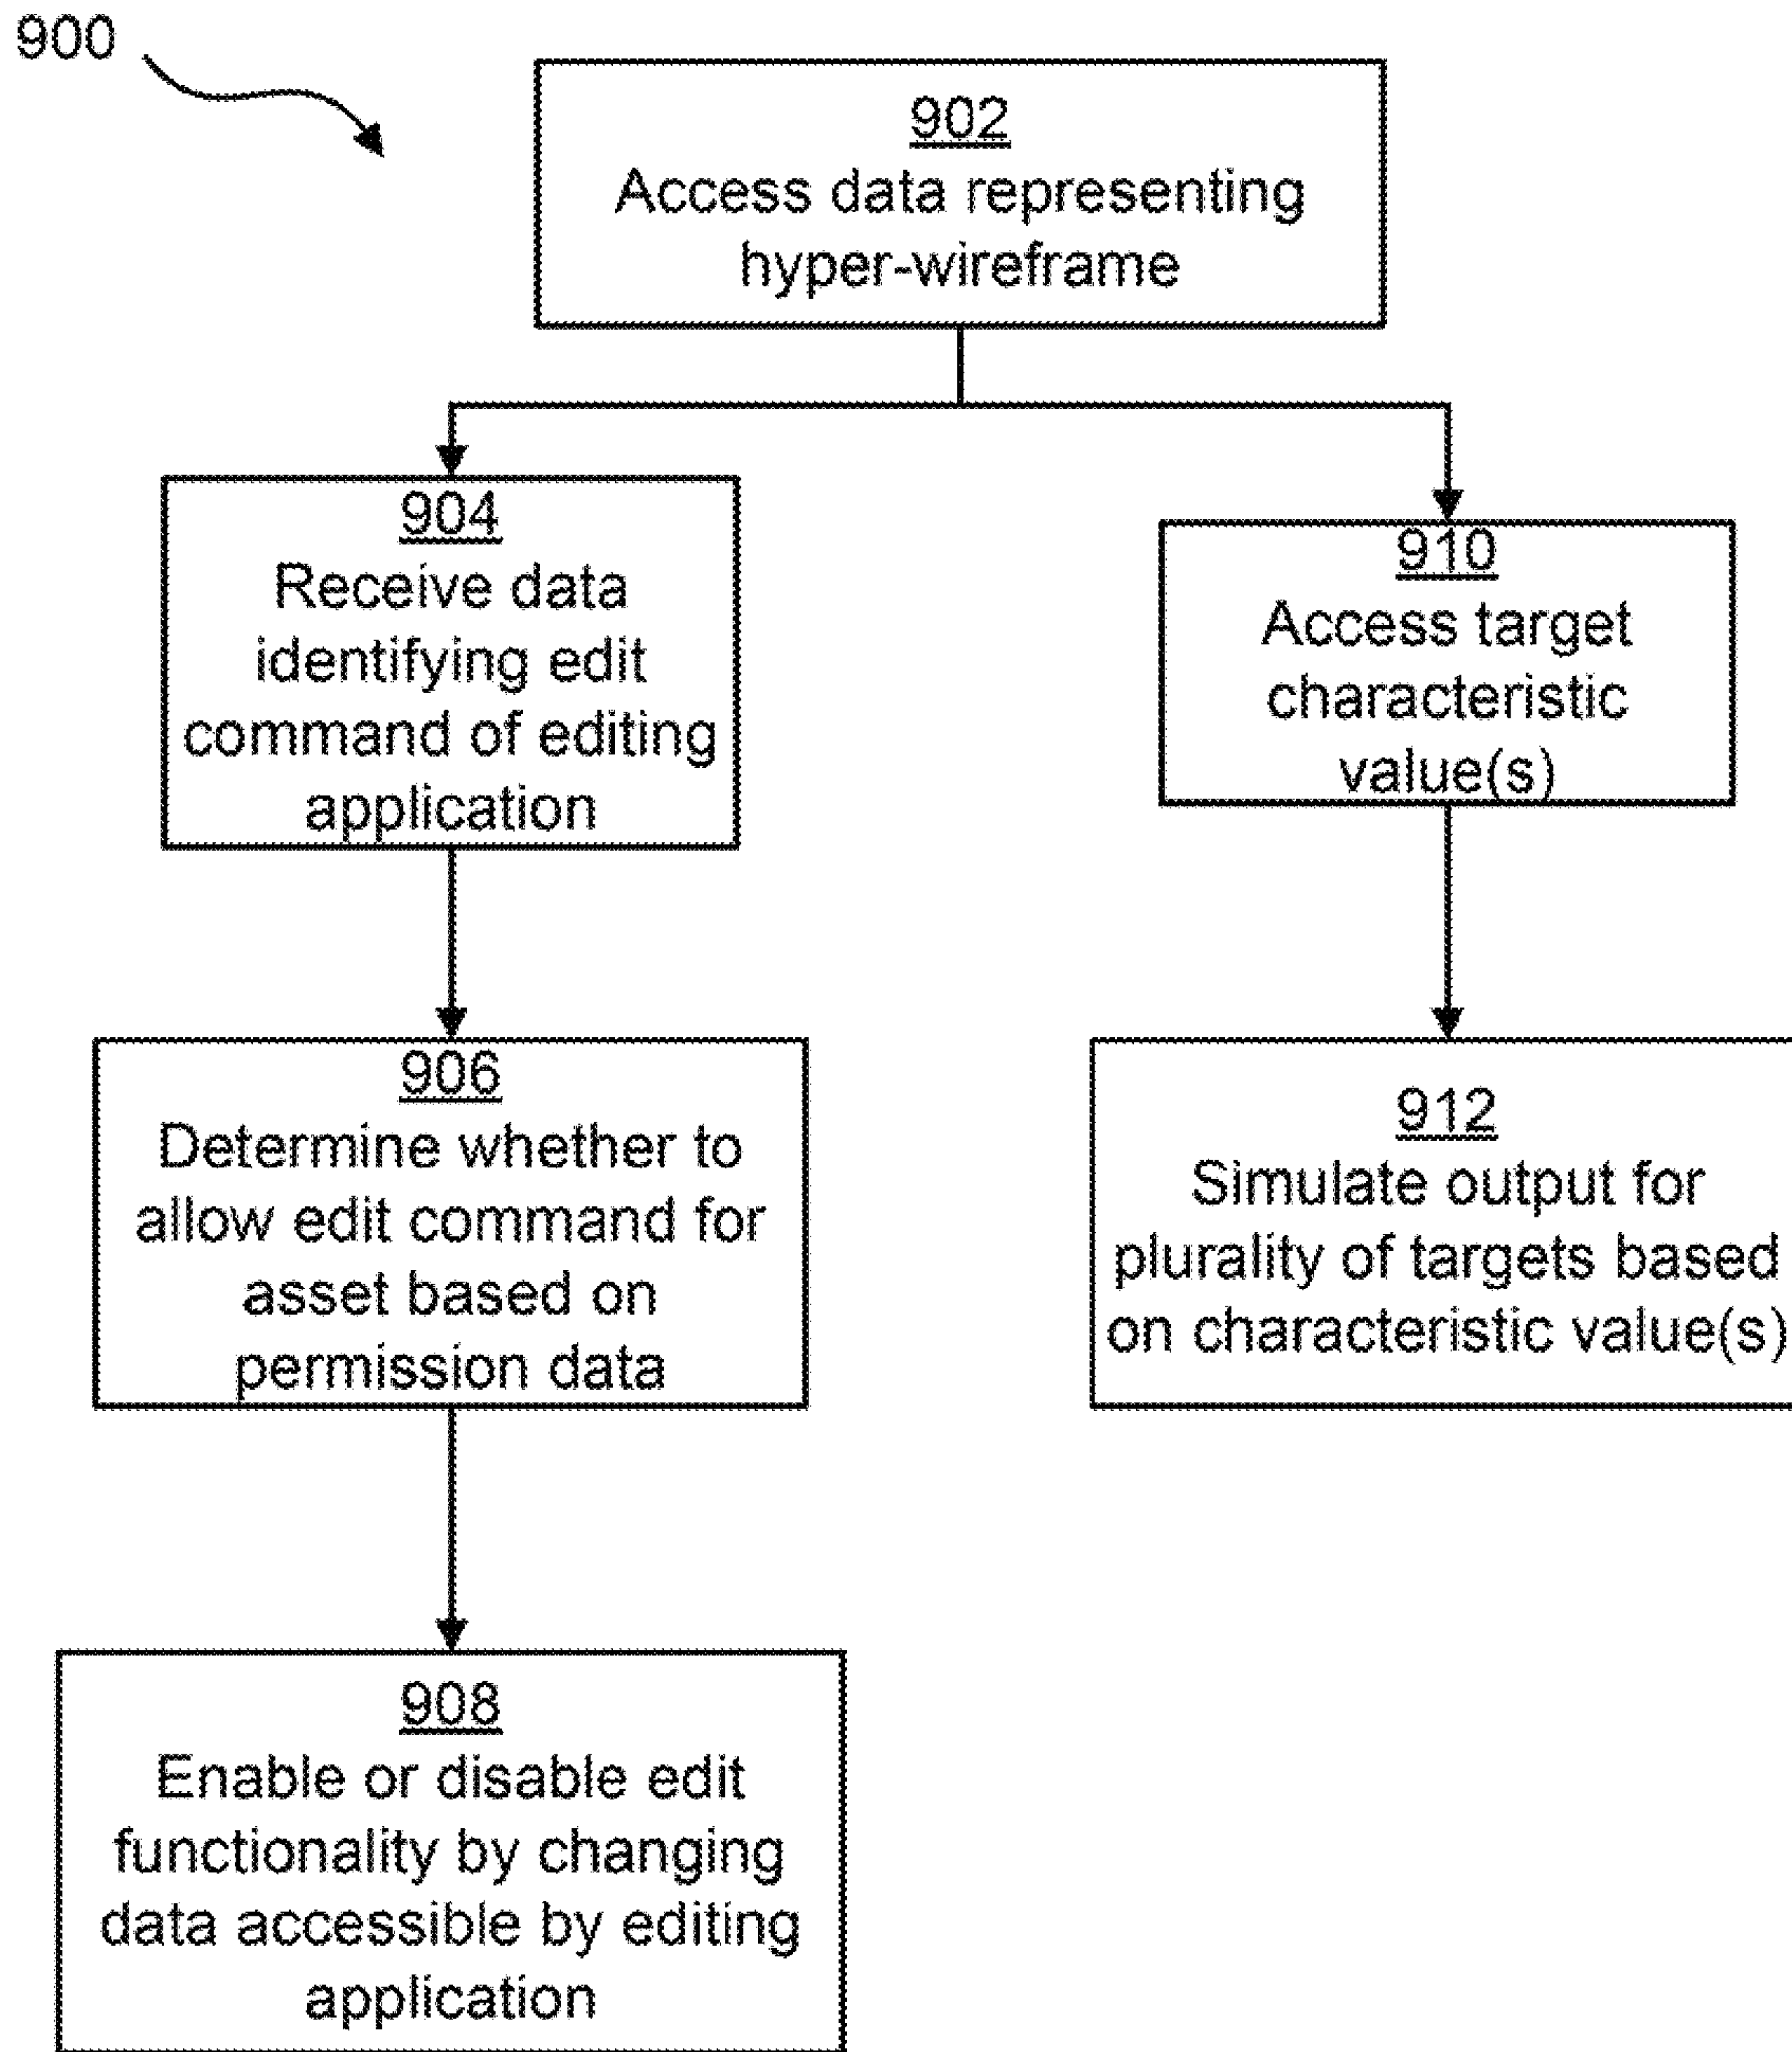 900
902
Access data representing
hyper-wireframe
904
Receive data
identifying edit
command of editing
application
910
Access target
characteristic
value(s)
906
Determine whether to
allow edit command for
asset based on
permission data
912
Simulate output for
plurality of targets based
on characteristic value(s)
908
Enable or disable edit
functionality by changing
data accessible by editing
application